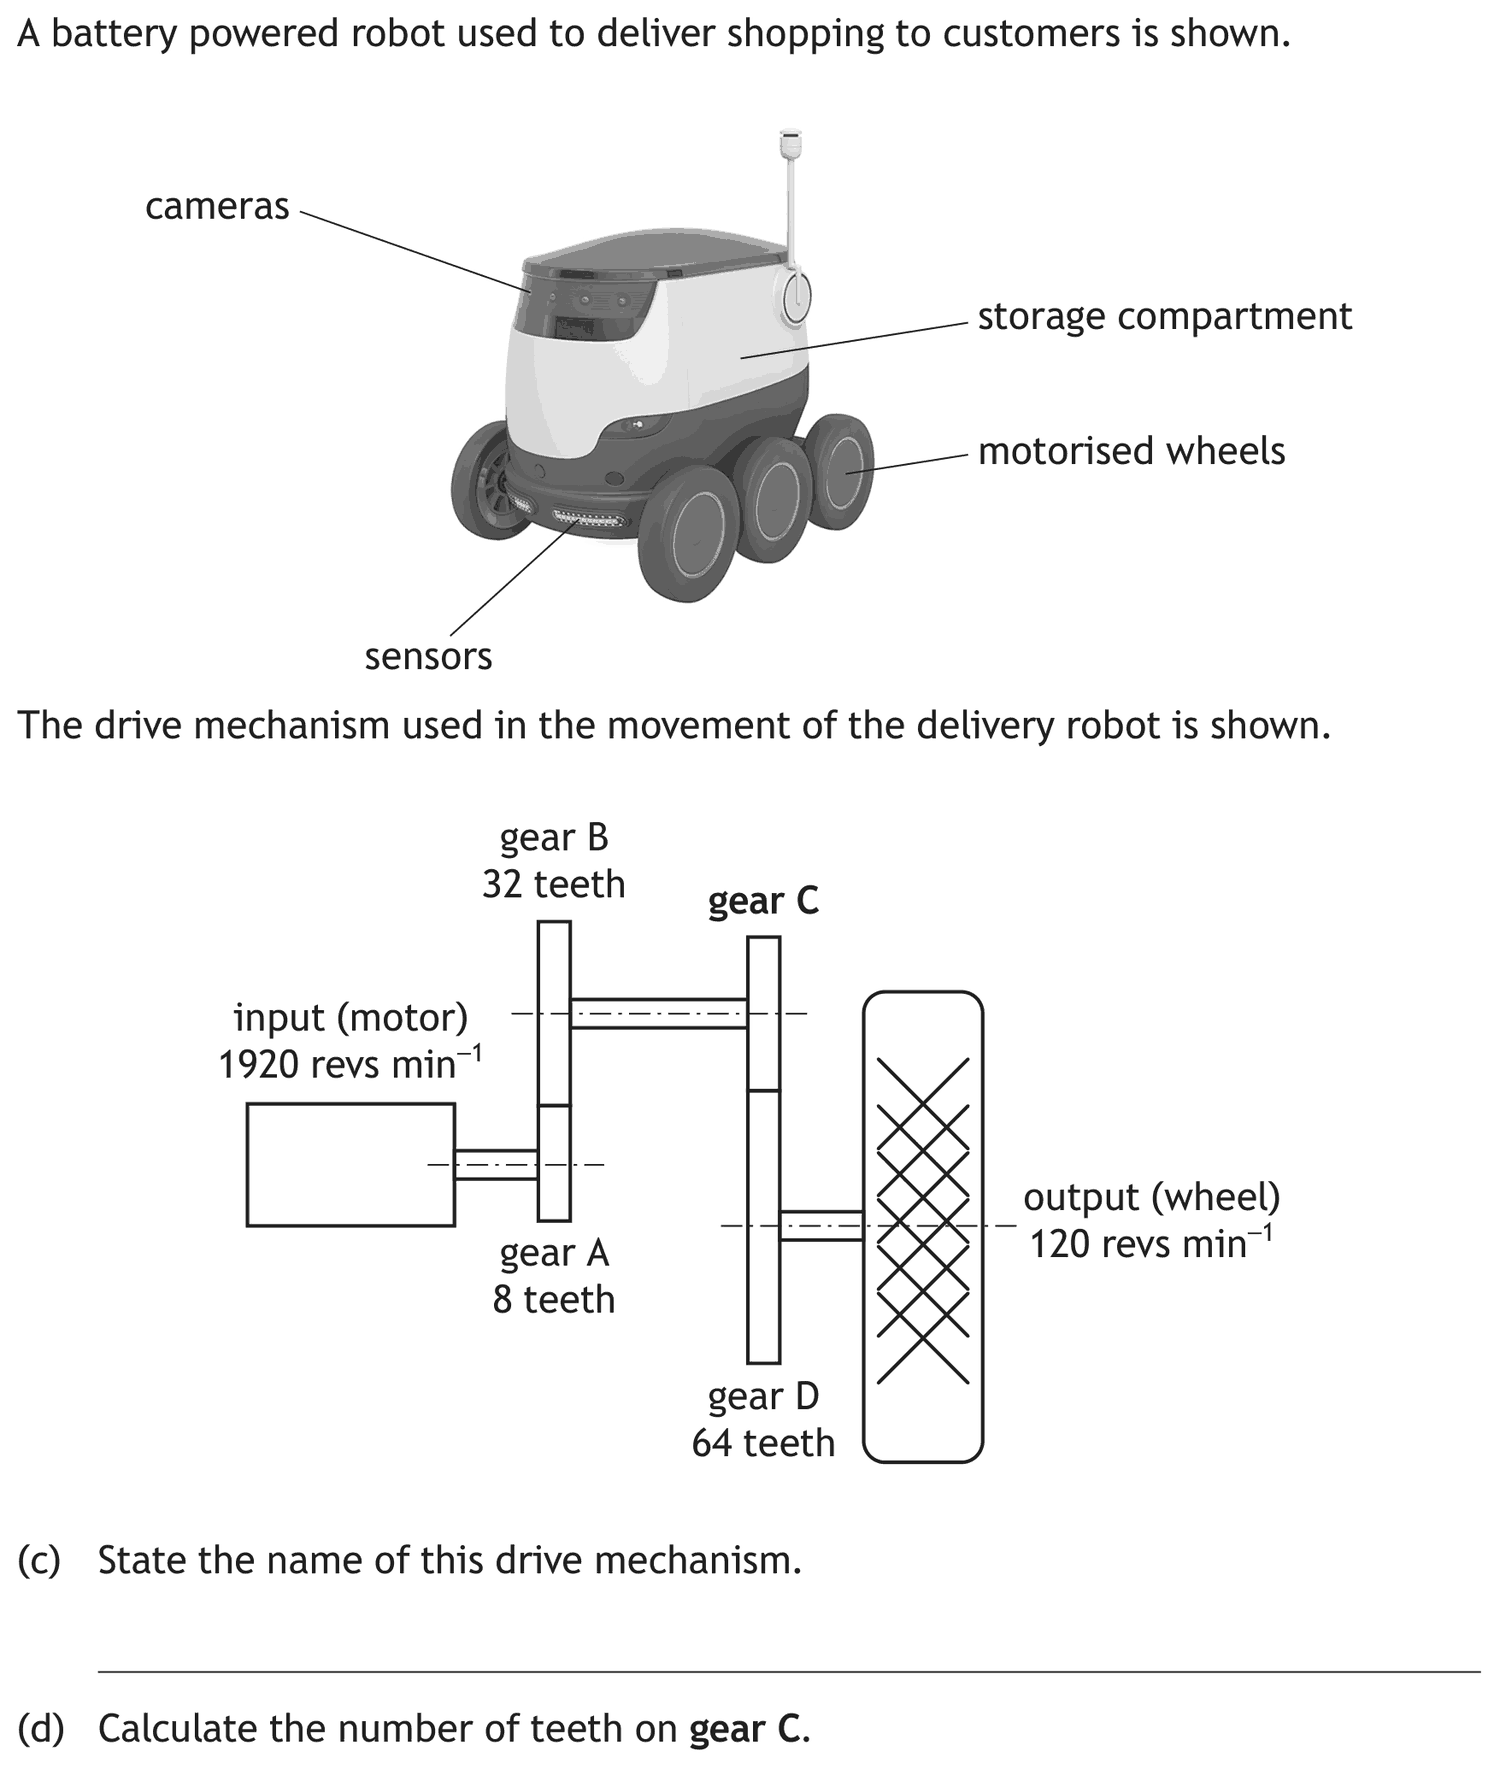 A battery powered robot used to deliver shopping to customers is shown.
cameras
storage compartment
motorised wheels
sensors
The drive mechanism used in the movement of the delivery robot is shown.
gear B
32 teeth
gear C
input (motor)
1920 revs min⁻¹
output (wheel)
120 revs min⁻¹
gear A
8 teeth
gear D
64 teeth
(c) State the name of this drive mechanism.
(d) Calculate the number of teeth on gear C.